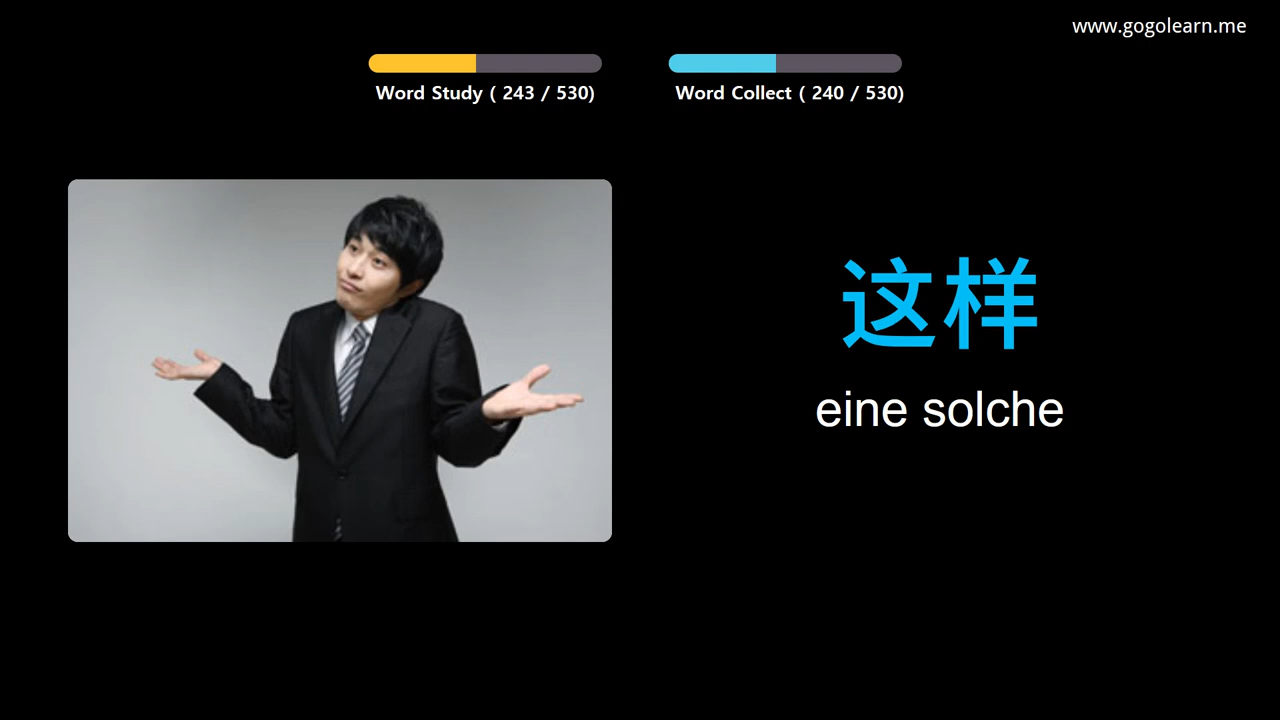 www.gogolearn.me
Word Study ( 243 / 530)
Word Collect ( 240 / 530)
这样
eine solche